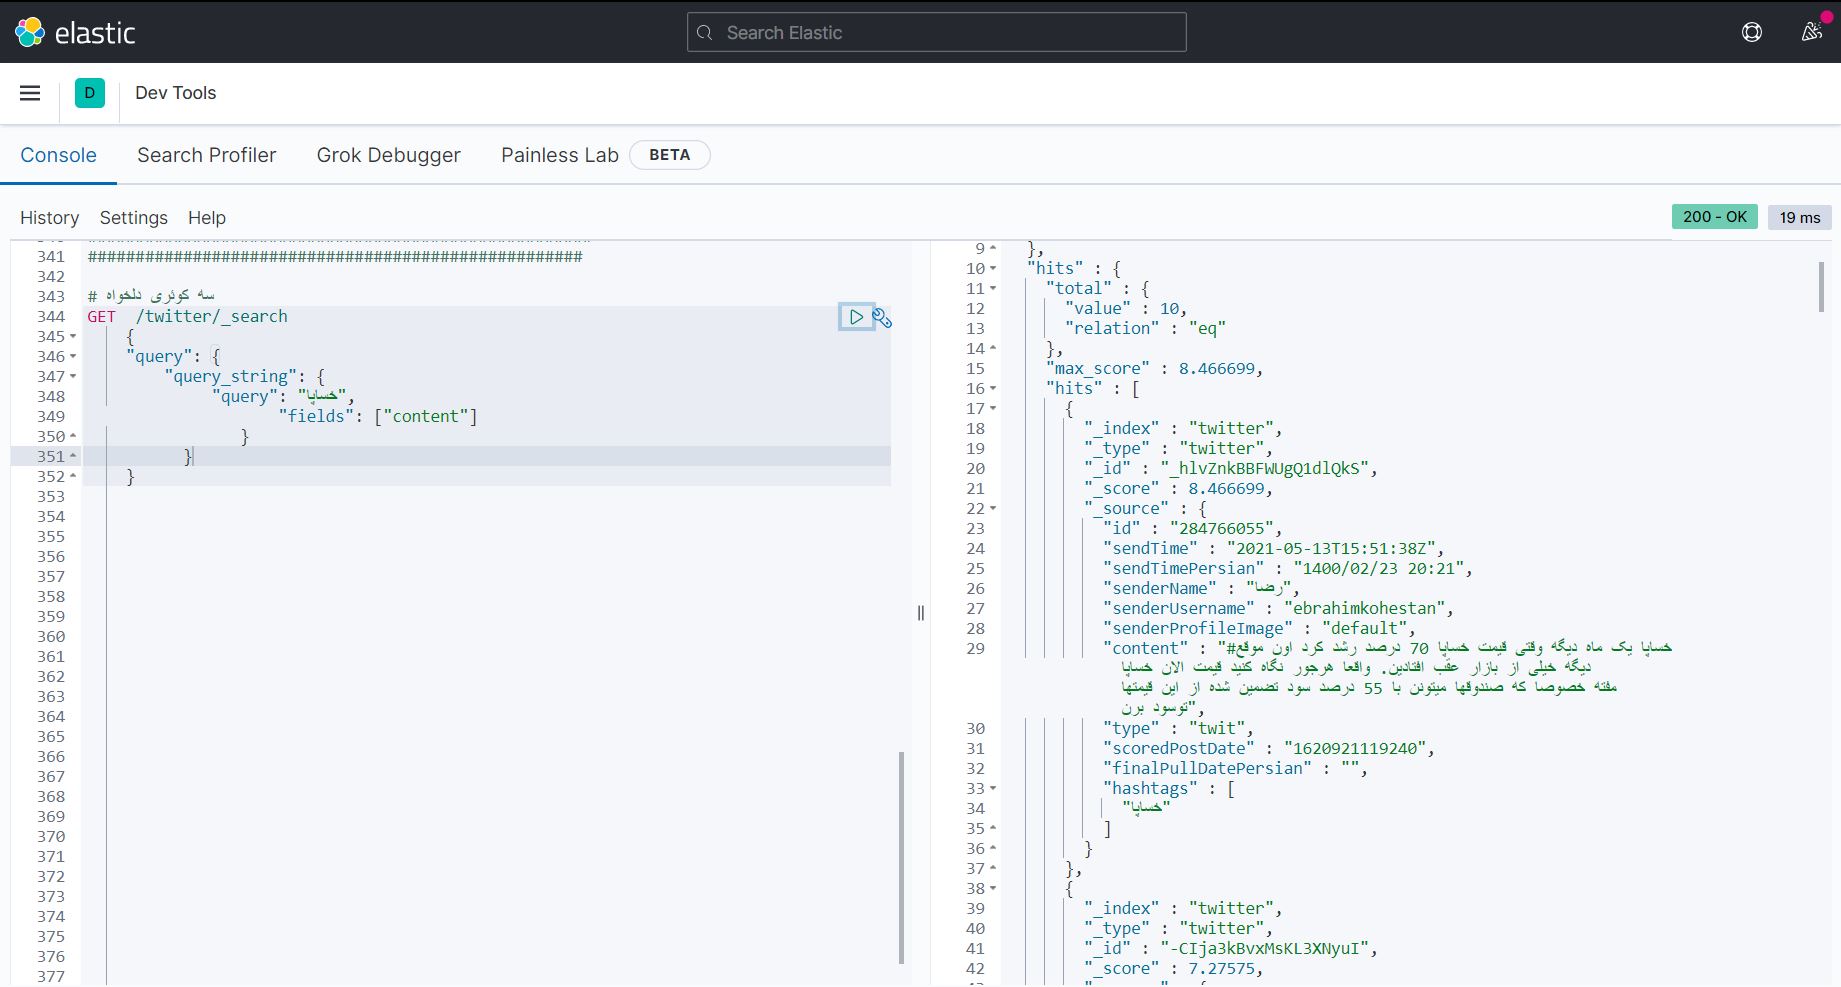 elastic
Search Elastic
D
Dev Tools
Console
Search Profiler
Grok Debugger
Painless Lab
BETA
History
Settings
Help
200 - OK
19 ms
341 ####################################################
342
343 # سه کوئری دلخواه
344 GET /twitter/_search
345 {
346 "query": {
347 "query_string": {
348 "query": "خساپا",
349 "fields": ["content"]
350 }
351 }
352 }
353
354
355
356
357
358
359
360
361
362
363
364
365
366
367
368
369
370
371
372
373
374
375
376
377
9 },
10 "hits" : {
11 "total" : {
12 "value" : 10,
13 "relation" : "eq"
14 },
15 "max_score" : 8.466699,
16 "hits" : [
17 {
18 "_index" : "twitter",
19 "_type" : "twitter",
20 "_id" : "_hlvZnkBBFWUgQ1dlQkS",
21 "_score" : 8.466699,
22 "_source" : {
23 "id" : "284766055",
24 "sendTime" : "2021-05-13T15:51:38Z",
25 "sendTimePersian" : "1400/02/23 20:21",
26 "senderName" : "رضا",
27 "senderUsername" : "ebrahimkohestan",
28 "senderProfileImage" : "default",
29 "content" : "#خساپا یک ماه دیگه وقتی قیمت خساپا 70 درصد رشد کرد اون موقع
دیگه خیلی از بازار عقب افتادین. واقعا هرجور نگاه کنید قیمت الان خساپا
مفته خصوصا که صندوقها میتونن با 55 درصد سود تضمین شده از این قیمتها
توسود برن",
30 "type" : "twit",
31 "scoredPostDate" : "1620921119240",
32 "finalPullDatePersian" : "",
33 "hashtags" : [
34 "خساپا"
35 ]
36 }
37 },
38 {
39 "_index" : "twitter",
40 "_type" : "twitter",
41 "_id" : "-CIja3kBvxMsKL3XNyuI",
42 "_score" : 7.27575,